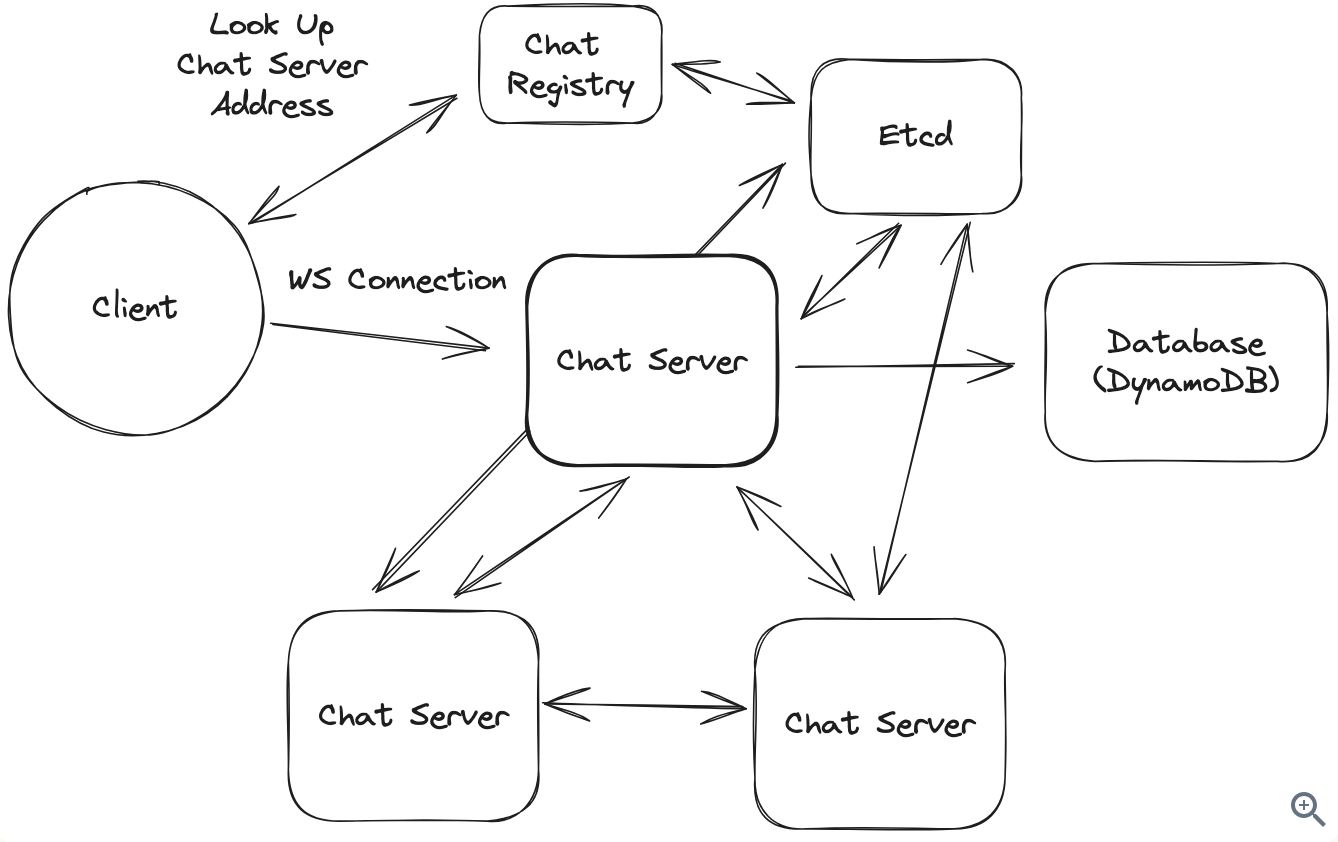 Look Up
Chat Server
Address
Chat
Registry
Etcd
Client
WS Connection
Chat Server
Database
(DynamoDB)
Chat Server
Chat Server